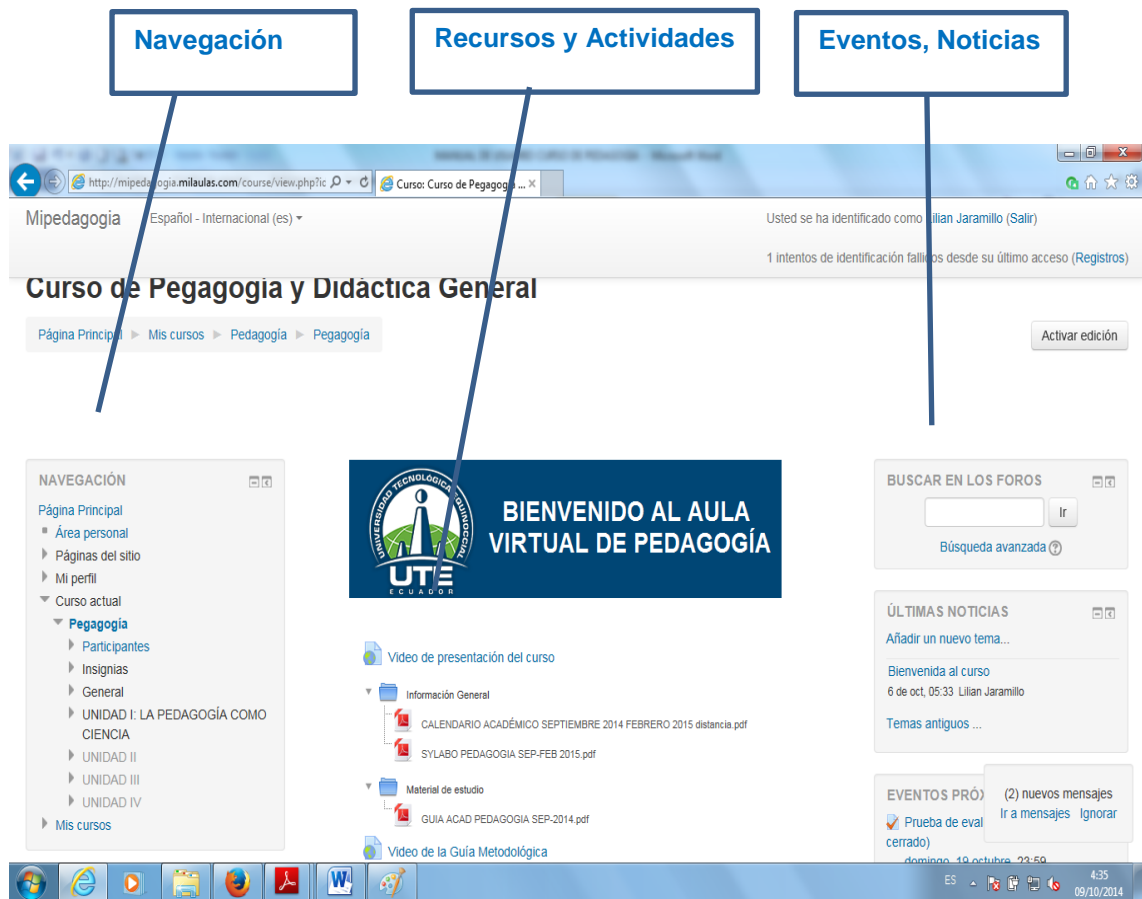 Navegación
Recursos y Actividades
Eventos, Noticias
http://mipedagogia.milaulas.com/course/view.php?ic
Curso: Curso de Pegagogía ...
Mipedagogia
Español - Internacional (es)
Usted se ha identificado como Lilian Jaramillo (Salir)
1 intentos de identificación fallidos desde su último acceso (Registros)
Curso de Pegagogía y Didáctica General
Página Principal
Mis cursos
Pedagogía
Pegagogía
Activar edición
NAVEGACIÓN
Página Principal
Área personal
Páginas del sitio
Mi perfil
Curso actual
Pegagogía
Participantes
Insignias
General
UNIDAD I: LA PEDAGOGÍA COMO
CIENCIA
UNIDAD II
UNIDAD III
UNIDAD IV
Mis cursos
UNIVERSIDAD TECNOLÓGICA EQUINOCCIAL
UTE
ECUADOR
BIENVENIDO AL AULA
VIRTUAL DE PEDAGOGÍA
Video de presentación del curso
Información General
CALENDARIO ACADÉMICO SEPTIEMBRE 2014 FEBRERO 2015 distancia.pdf
SYLABO PEDAGOGIA SEP-FEB 2015.pdf
Material de estudio
GUIA ACAD PEDAGOGIA SEP-2014.pdf
Video de la Guía Metodológica
BUSCAR EN LOS FOROS
Ir
Búsqueda avanzada
ÚLTIMAS NOTICIAS
Añadir un nuevo tema...
Bienvenida al curso
6 de oct, 05:33 Lilian Jaramillo
Temas antiguos ...
EVENTOS PRÓX
Prueba de eval
cerrado)
domingo, 19 octubre, 23:59
(2) nuevos mensajes
Ir a mensajes Ignorar
ES
4:35
09/10/2014